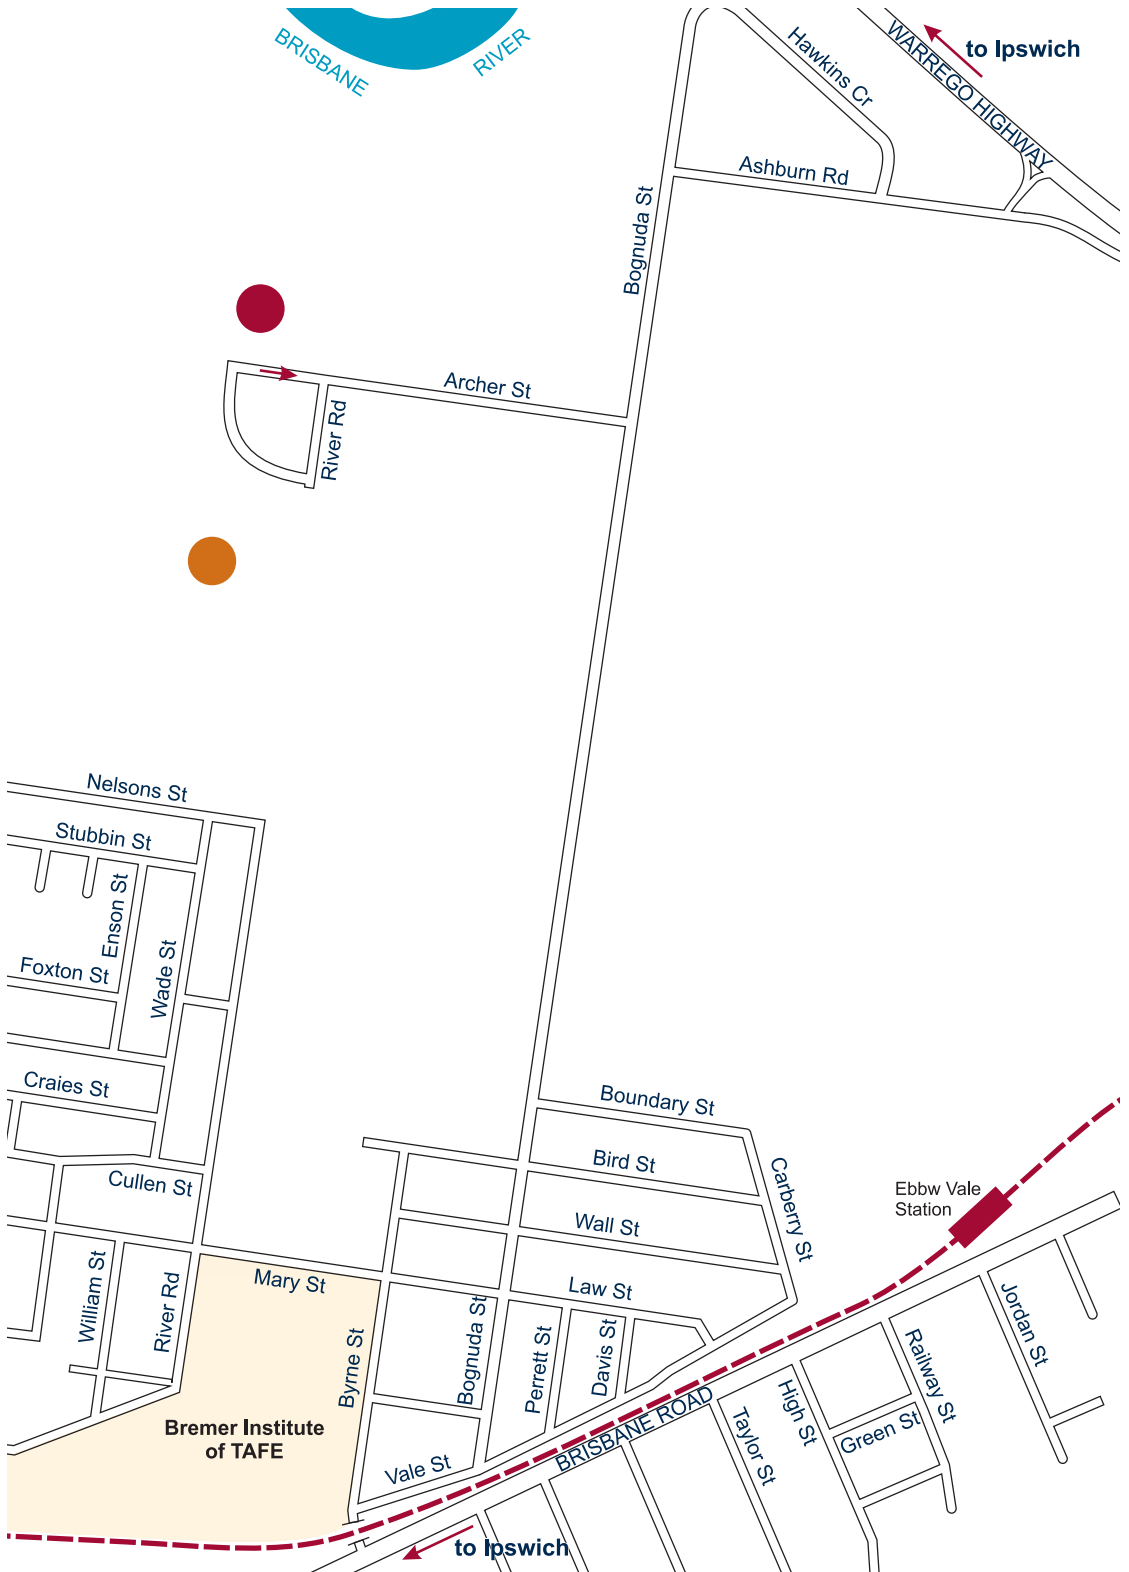 BRISBANE
RIVER
Hawkins Cr
WARREGO HIGHWAY
to Ipswich
Ashburn Rd
Bognuda St
Archer St
River Rd
Nelsons St
Stubbin St
Enson St
Wade St
Foxton St
Craies St
Boundary St
Bird St
Carberry St
Cullen St
Ebbw Vale
Station
Wall St
Mary St
Law St
William St
River Rd
Byrne St
Bognuda St
Perrett St
Davis St
Jordan St
Railway St
High St
Green St
Taylor St
BRISBANE ROAD
Bremer Institute
of TAFE
Vale St
to Ipswich